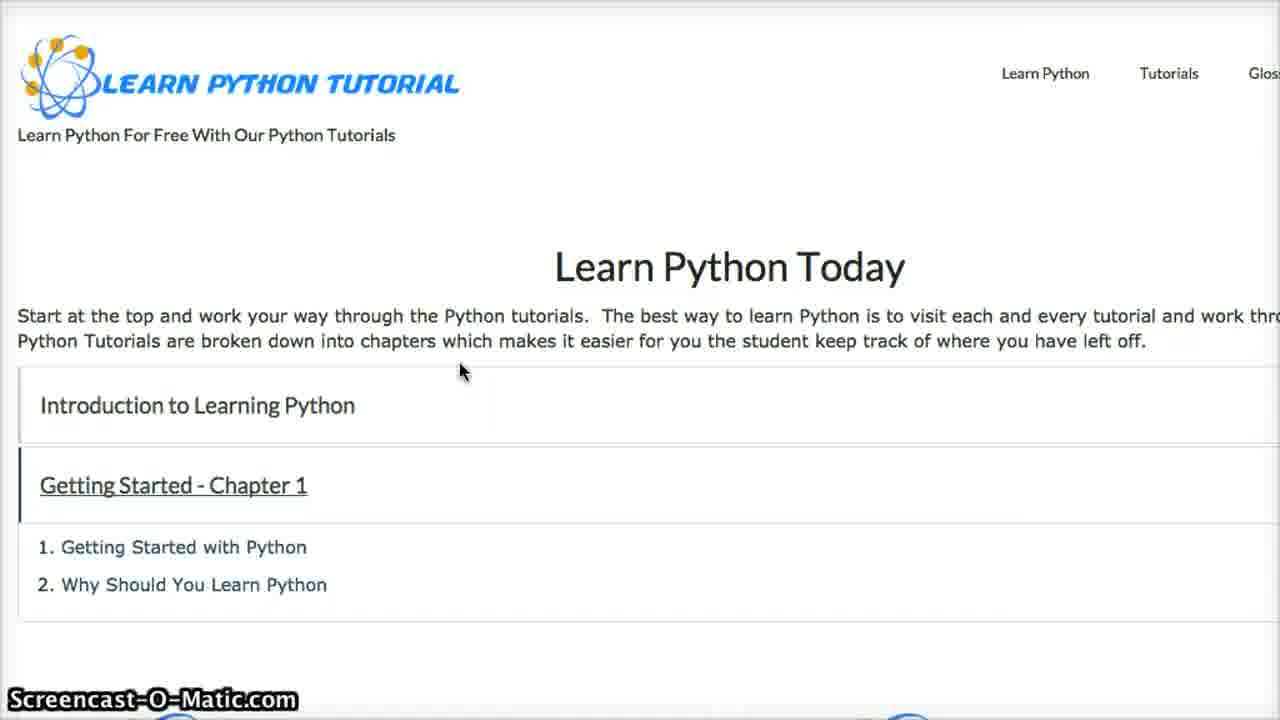 LEARN PYTHON TUTORIAL
Learn Python Tutorials Glos
Learn Python For Free With Our Python Tutorials
Learn Python Today
Start at the top and work your way through the Python tutorials. The best way to learn Python is to visit each and every tutorial and work thr
Python Tutorials are broken down into chapters which makes it easier for you the student keep track of where you have left off.
Introduction to Learning Python
Getting Started - Chapter 1
1. Getting Started with Python
2. Why Should You Learn Python
Screencast-O-Matic.com